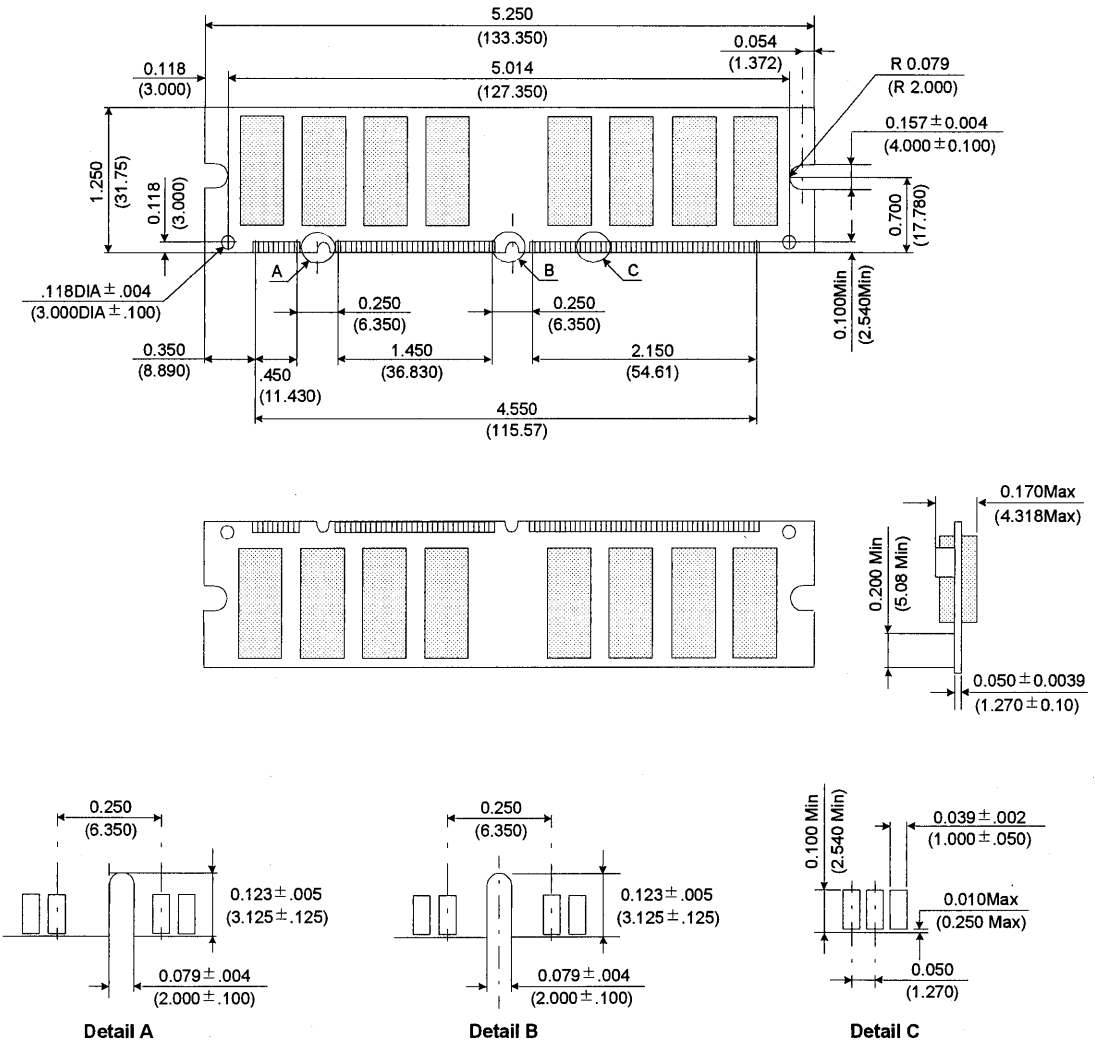 5.250
(133.350)
0.054
(1.372)
0.118
(3.000)
5.014
(127.350)
R 0.079
(R 2.000)
0.157±0.004
(4.000±0.100)
1.250
(31.75)
0.118
(3.000)
0.700
(17.780)
A
B
C
.118DIA±.004
(3.000DIA±.100)
0.250
(6.350)
0.250
(6.350)
0.100Min
(2.540Min)
0.350
(8.890)
.450
(11.430)
1.450
(36.830)
2.150
(54.61)
4.550
(115.57)
0.170Max
(4.318Max)
0.200 Min
(5.08 Min)
0.050±0.0039
(1.270±0.10)
0.250
(6.350)
0.123±.005
(3.125±.125)
0.079±.004
(2.000±.100)
Detail A
0.250
(6.350)
0.123±.005
(3.125±.125)
0.079±.004
(2.000±.100)
Detail B
0.100 Min
(2.540 Min)
0.039±.002
(1.000±.050)
0.010Max
(0.250 Max)
0.050
(1.270)
Detail C